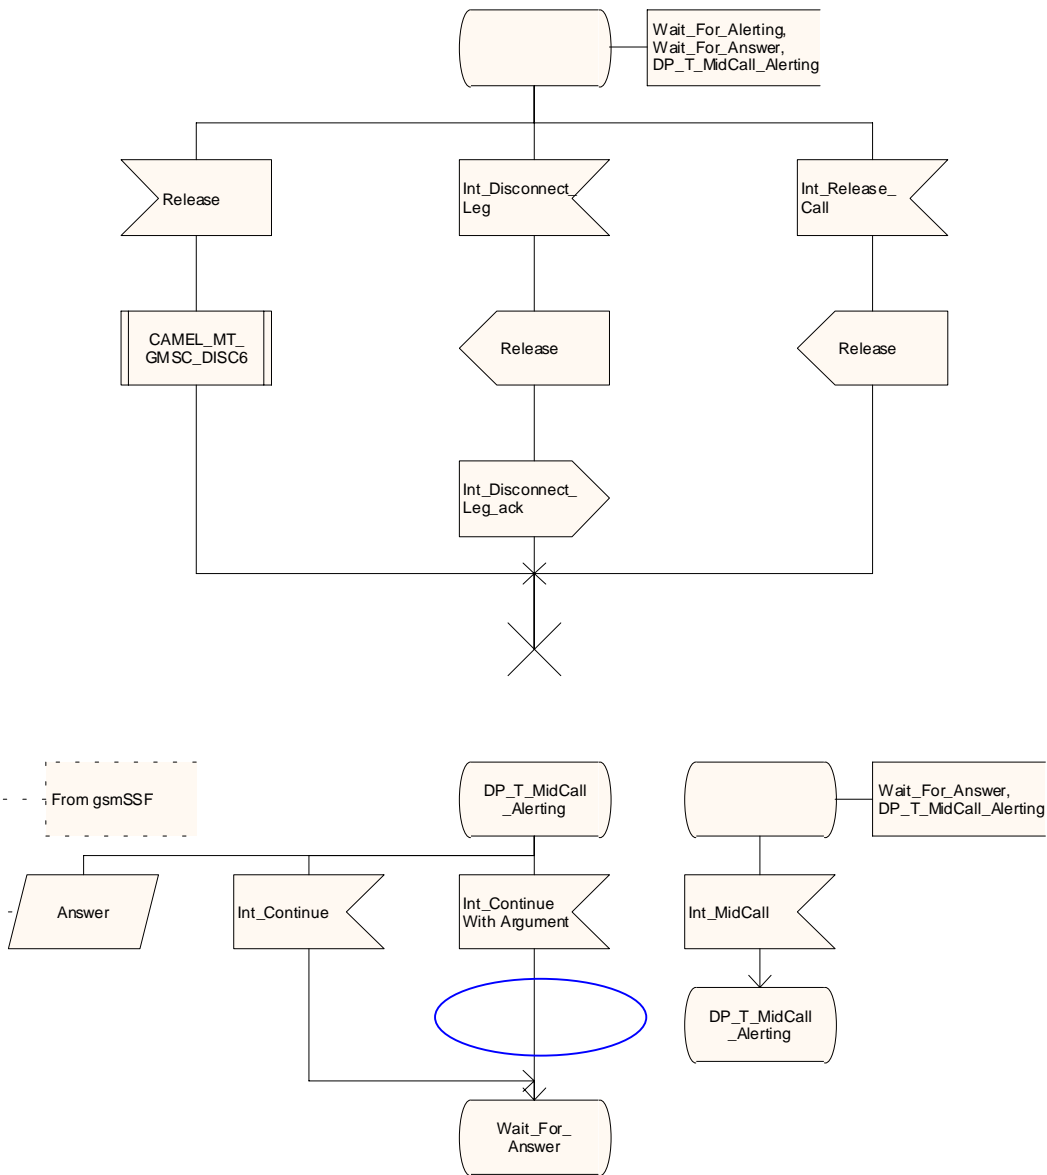 Wait_For_Alerting,
Wait_For_Answer,
DP_T_MidCall_Alerting
Release
Int_Disconnect_
Leg
Int_Release_
Call
CAMEL_MT_
GMSC_DISC6
Release
Release
Int_Disconnect_
Leg_ack
From gsmSSF
DP_T_MidCall
_Alerting
Wait_For_Answer,
DP_T_MidCall_Alerting
Answer
Int_Continue
Int_Continue
With Argument
Int_MidCall
DP_T_MidCall
_Alerting
Wait_For_
Answer